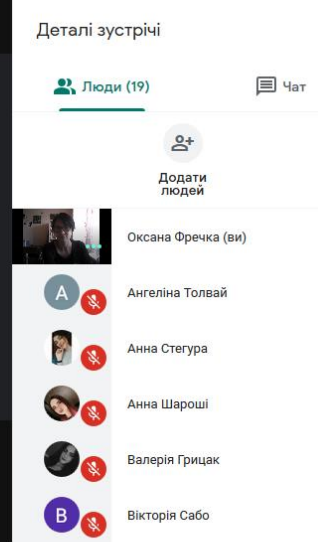 Деталі зустрічі
Люди (19)
Чат
Додати
людей
Оксана Фречка (ви)
А
Ангеліна Толвай
Анна Стегура
Анна Шароші
Валерія Грицак
В
Вікторія Сабо